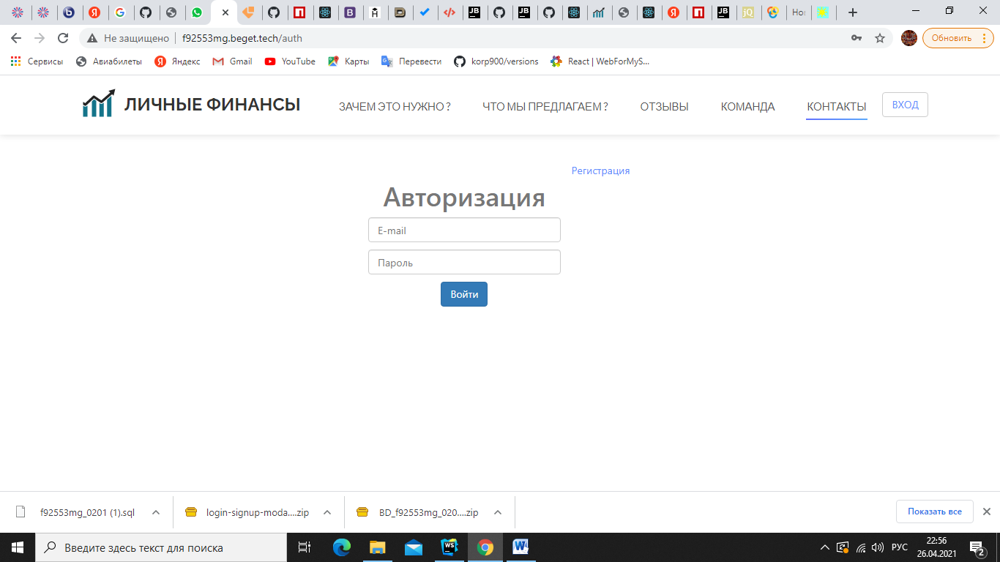 Нов
Не защищено
f92553mg.beget.tech/auth
Обновить
Сервисы
Авиабилеты
Яндекс
Gmail
YouTube
Карты
Перевести
korp900/versions
React | WebForMyS...
ЛИЧНЫЕ ФИНАНСЫ
ЗАЧЕМ ЭТО НУЖНО ?
ЧТО МЫ ПРЕДЛАГАЕМ ?
ОТЗЫВЫ
КОМАНДА
КОНТАКТЫ
ВХОД
Регистрация
Авторизация
E-mail
Пароль
Войти
f92553mg_0201 (1).sql
login-signup-moda....zip
BD_f92553mg_020....zip
Показать все
Введите здесь текст для поиска
РУС
22:56
26.04.2021
2